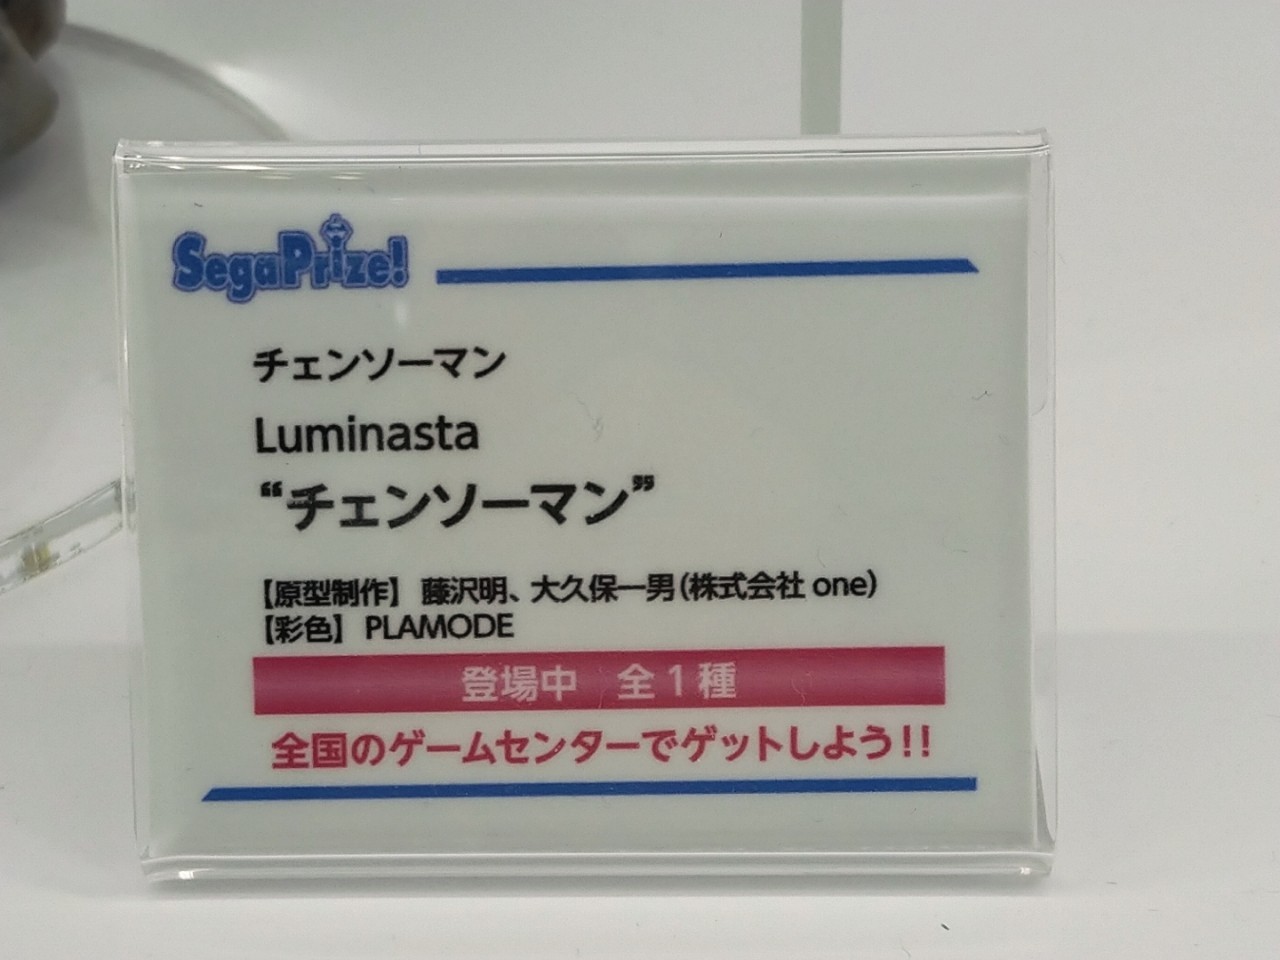 SegaPrize!
チェンソーマン
Luminasta
“チェンソーマン”
【原型制作】 藤沢明、大久保一男(株式会社 one)
【彩色】 PLAMODE
登場中　全1種
全国のゲームセンターでゲットしよう!!